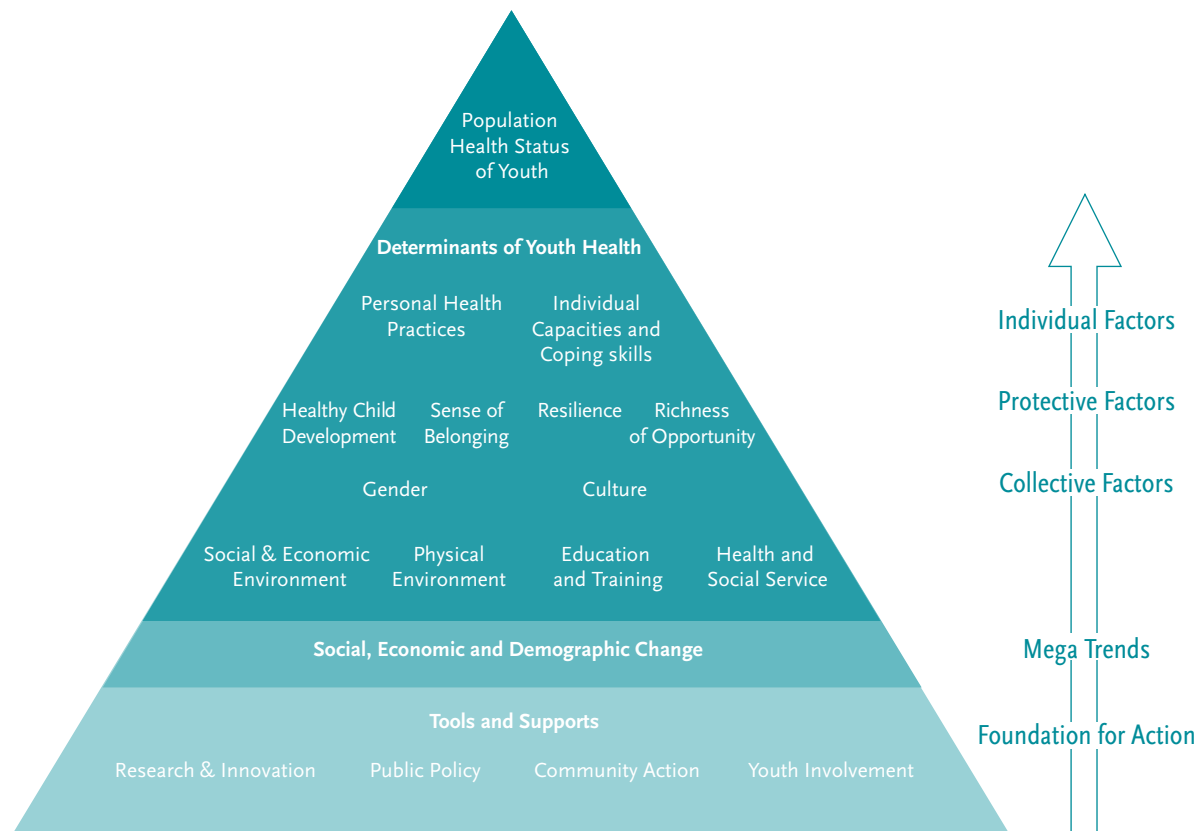 Population
Health Status
of Youth
Determinants of Youth Health
Personal Health
Practices
Individual
Capacities and
Coping skills
Individual Factors
Healthy Child
Development
Sense of
Belonging
Resilience
Richness
of Opportunity
Protective Factors
Gender
Culture
Collective Factors
Social & Economic
Environment
Physical
Environment
Education
and Training
Health and
Social Service
Social, Economic and Demographic Change
Mega Trends
Tools and Supports
Foundation for Action
Research & Innovation
Public Policy
Community Action
Youth Involvement